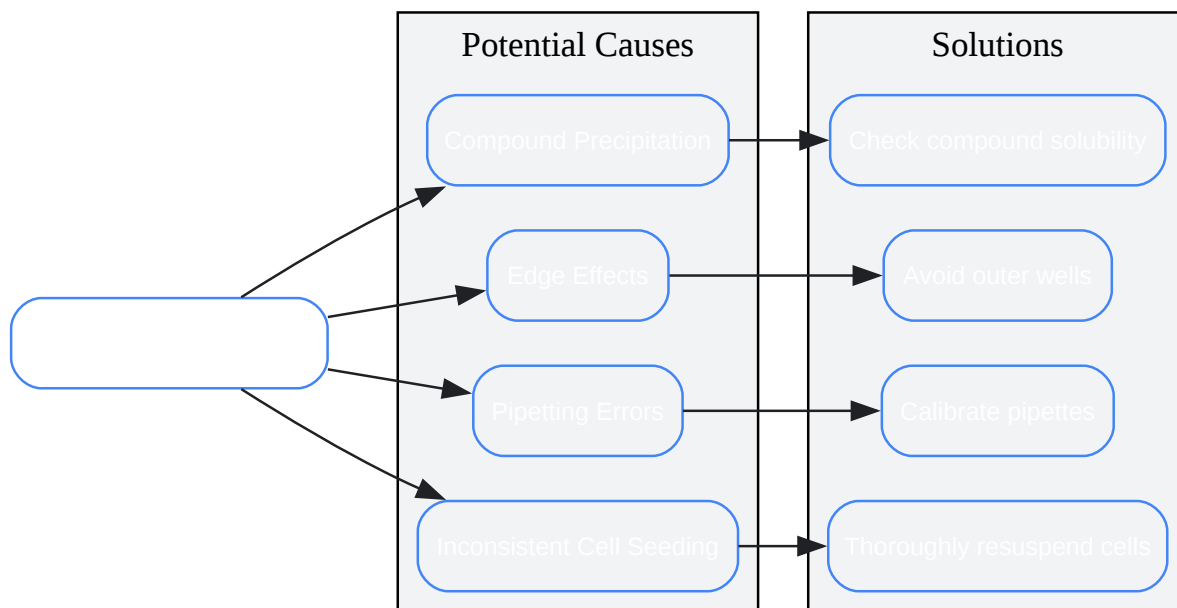 Potential Causes
Solutions
Compound Precipitation
Check compound solubility
Edge Effects
Avoid outer wells
Pipetting Errors
Calibrate pipettes
Inconsistent Cell Seeding
Thoroughly resuspend cells